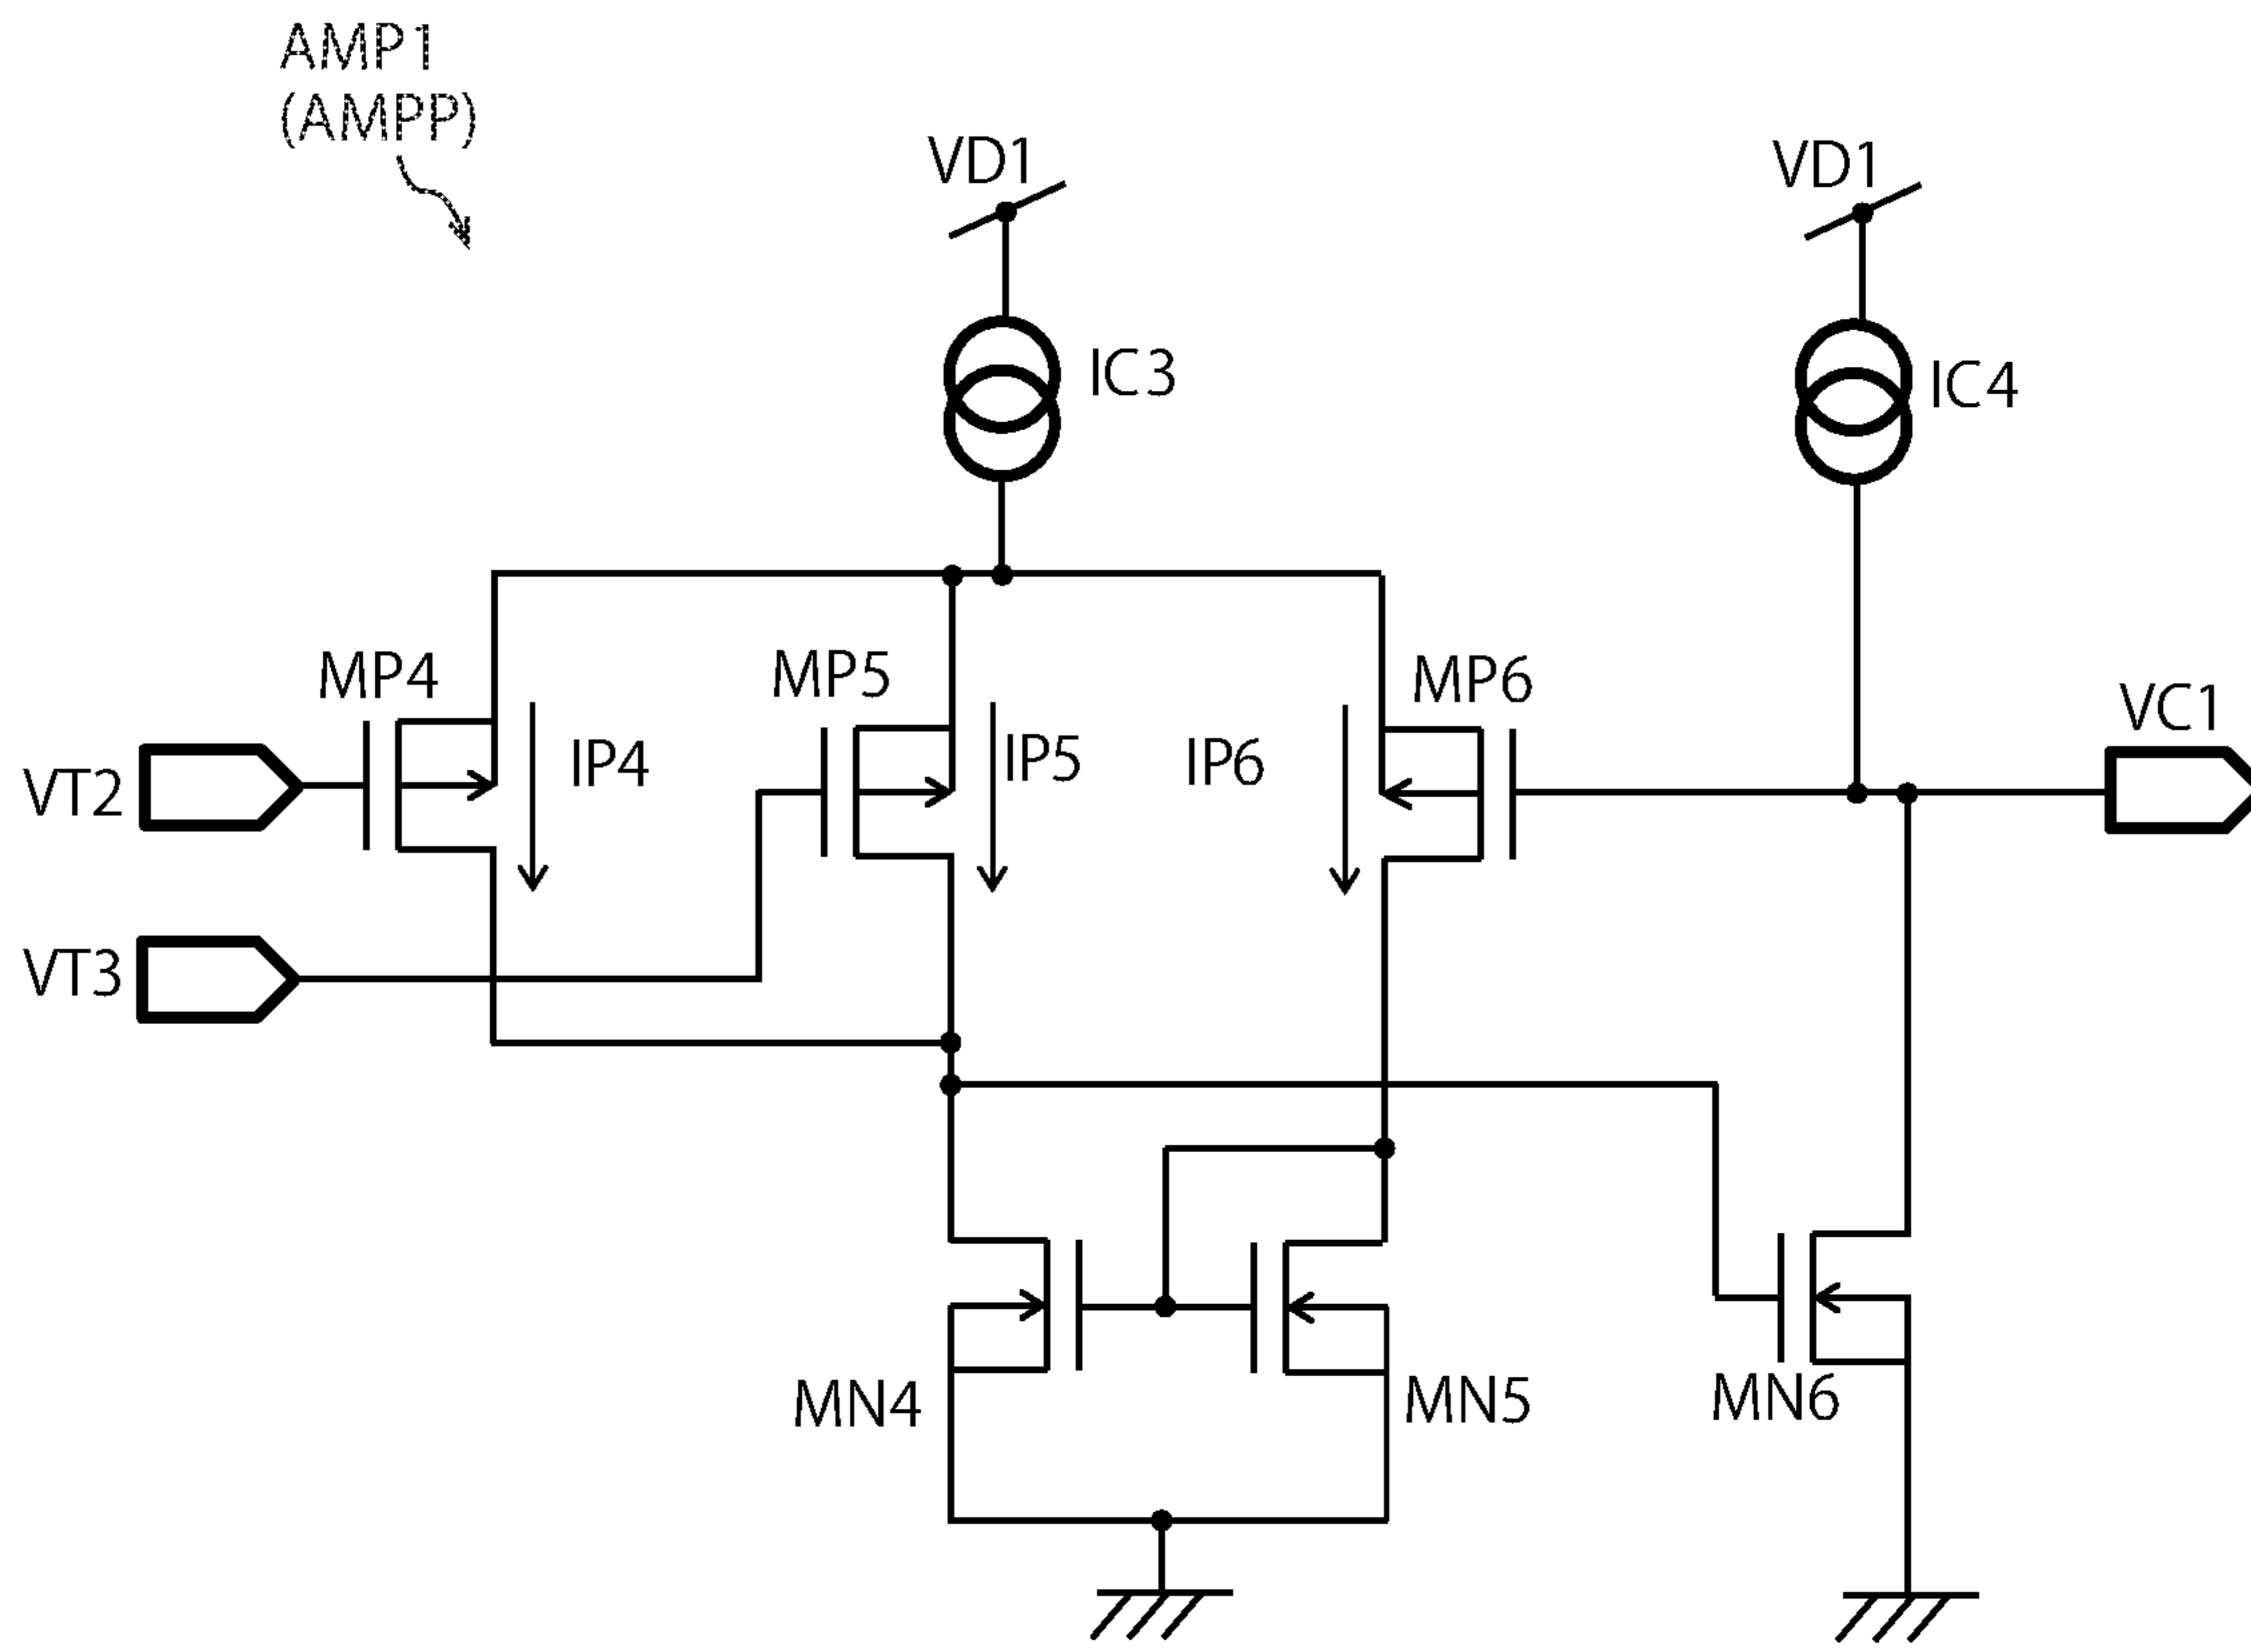 AMP1
(AMPP)
VD1
VD1
IC3
IC4
MP4
MP5
MP6
VC1
VT2
IP4
IP5
IP6
VT3
MN4
MN5
MN6